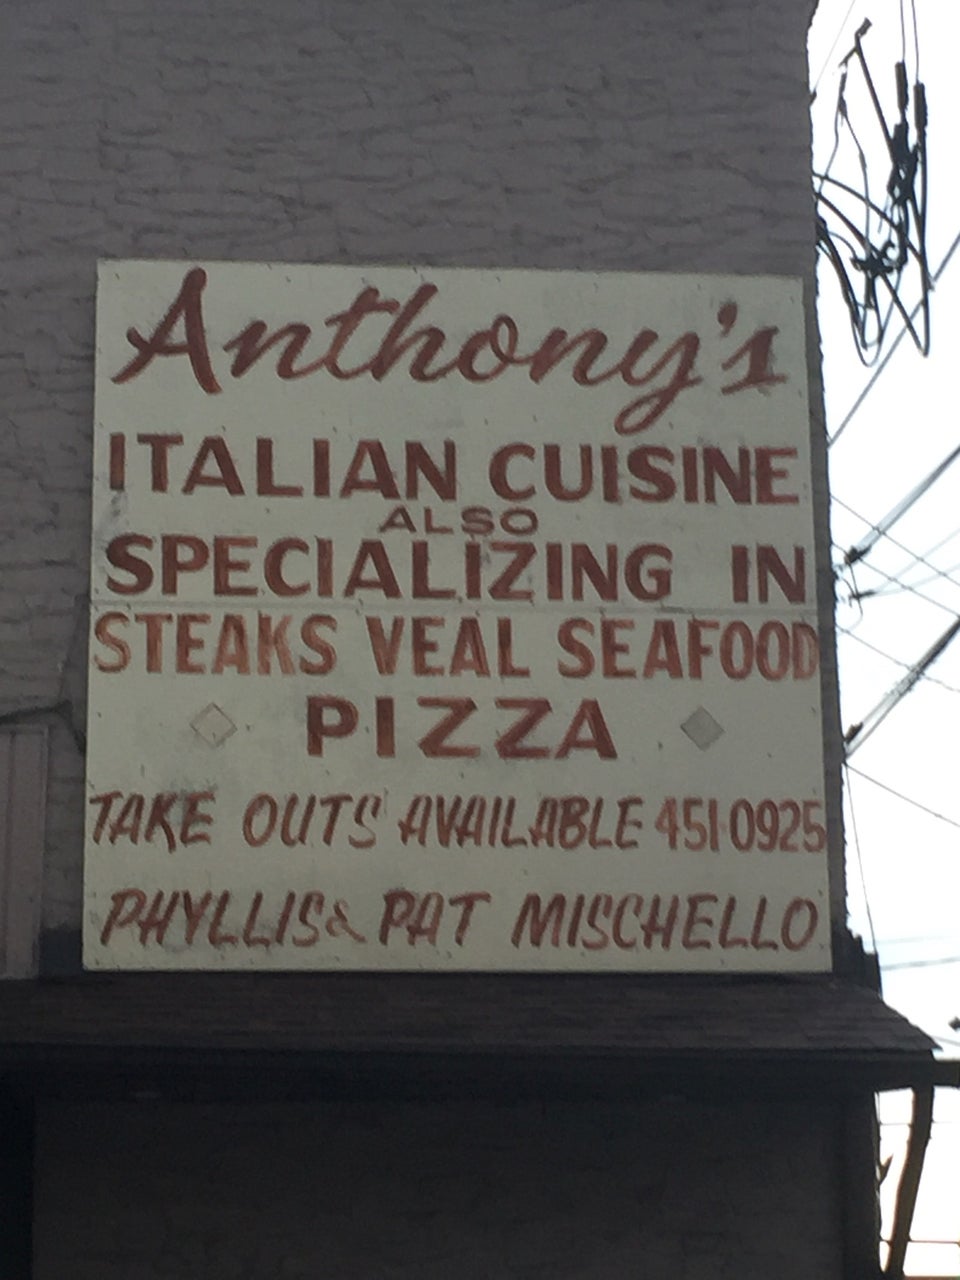 Anthony's
ITALIAN CUISINE
ALSO
SPECIALIZING IN
STEAKS VEAL SEAFOOD
PIZZA
TAKE OUTS AVAILABLE 451-0925
PHYLLIS & PAT MISCHELLO